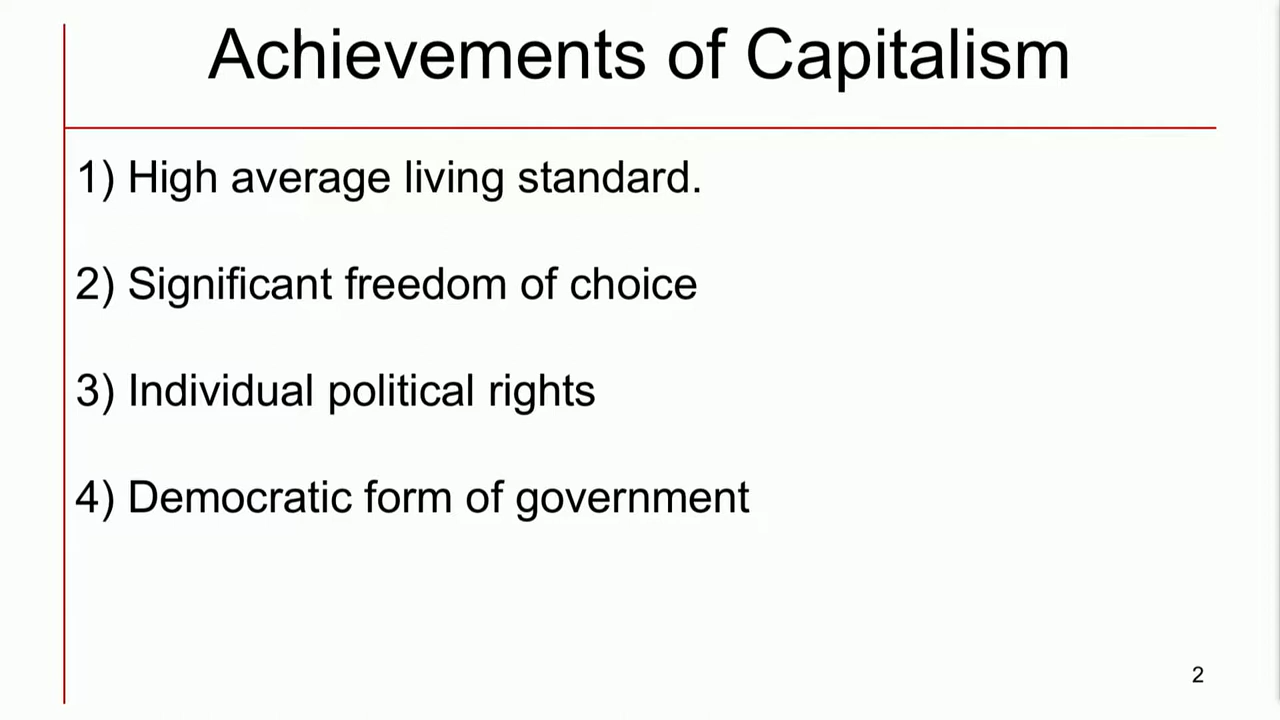 Achievements of Capitalism
1) High average living standard.
2) Significant freedom of choice
3) Individual political rights
4) Democratic form of government
2